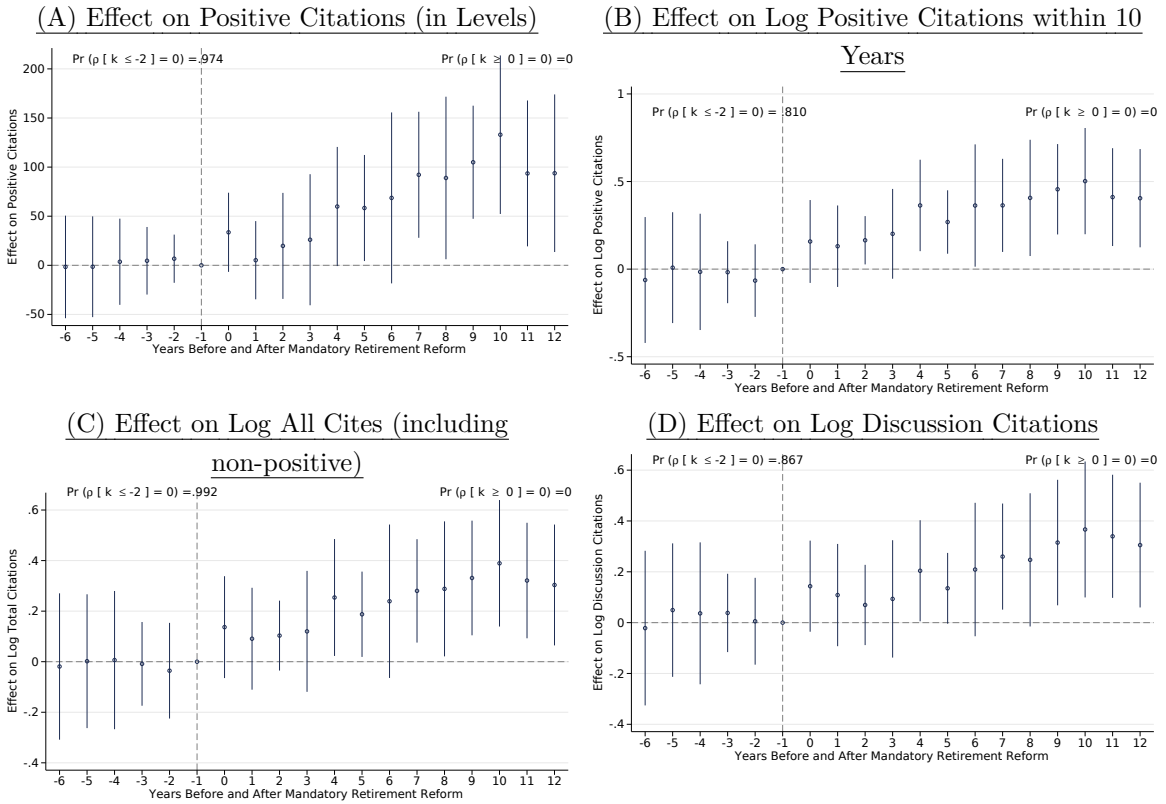 (A) Effect on Positive Citations (in Levels)
Pr (ρ [ k ≤ -2 ] = 0) =.974
Pr (ρ [ k ≥ 0 ] = 0) =0
Effect on Positive Citations
200
150
100
50
0
-50
-6 -5 -4 -3 -2 -1 0 1 2 3 4 5 6 7 8 9 10 11 12
Years Before and After Mandatory Retirement Reform
(B) Effect on Log Positive Citations within 10
Years
Pr (ρ [ k ≤ -2 ] = 0) = .810
Pr (ρ [ k ≥ 0 ] = 0) =0
Effect on Log Positive Citations
1
.5
0
-.5
-6 -5 -4 -3 -2 -1 0 1 2 3 4 5 6 7 8 9 10 11 12
Years Before and After Mandatory Retirement Reform
(C) Effect on Log All Cites (including
non-positive)
Pr (ρ [ k ≤ -2 ] = 0) =.992
Pr (ρ [ k ≥ 0 ] = 0) =0
Effect on Log Total Citations
.6
.4
.2
0
-.2
-.4
-6 -5 -4 -3 -2 -1 0 1 2 3 4 5 6 7 8 9 10 11 12
Years Before and After Mandatory Retirement Reform
(D) Effect on Log Discussion Citations
Pr (ρ [ k ≤ -2 ] = 0) =.867
Pr (ρ [ k ≥ 0 ] = 0) =0
Effect on Log Discussion Citations
.6
.4
.2
0
-.2
-.4
-6 -5 -4 -3 -2 -1 0 1 2 3 4 5 6 7 8 9 10 11 12
Years Before and After Mandatory Retirement Reform